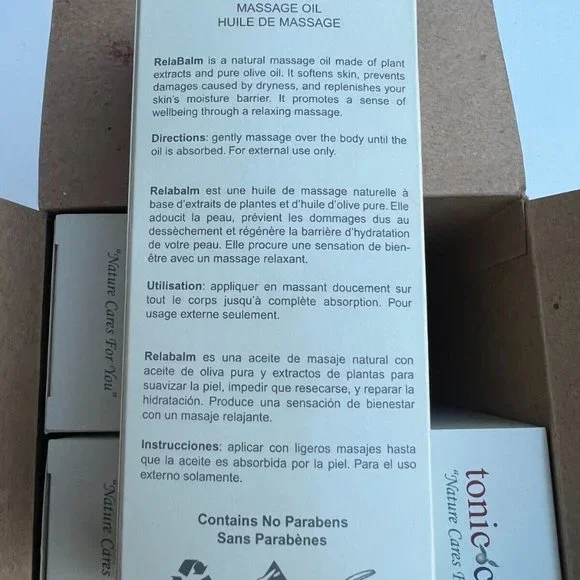 MASSAGE OIL
HUILE DE MASSAGE
RelaBalm is a natural massage oil made of plant
extracts and pure olive oil. It softens skin, prevents
damages caused by dryness, and replenishes your
skin's moisture barrier. It promotes a sense of
wellbeing through a relaxing massage.
Directions: gently massage over the body until the
oil is absorbed. For external use only.
Relabalm est une huile de massage naturelle à
base d'extraits de plantes et d'huile d'olive pure. Elle
adoucit la peau, prévient les dommages dus au
dessèchement et régénère la barrière d'hydratation
de votre peau. Elle procure une sensation de bien-
être avec un massage relaxant.
Utilisation: appliquer en massant doucement sur
tout le corps jusqu'à complète absorption. Pour
usage externe seulement.
Relabalm es una aceite de masaje natural con
aceite de oliva pura y extractos de plantas para
suavizar la piel, impedir que resecarse, y reparar la
hidratación. Produce una sensación de bienestar
con un masaje relajante.
Instrucciones: aplicar con ligeros masajes hasta
que la aceite es absorbida por la piel. Para el uso
externo solamente.
Contains No Parabens
Sans Parabènes
"Nature Cares For You"
tonic
"Nature Cares